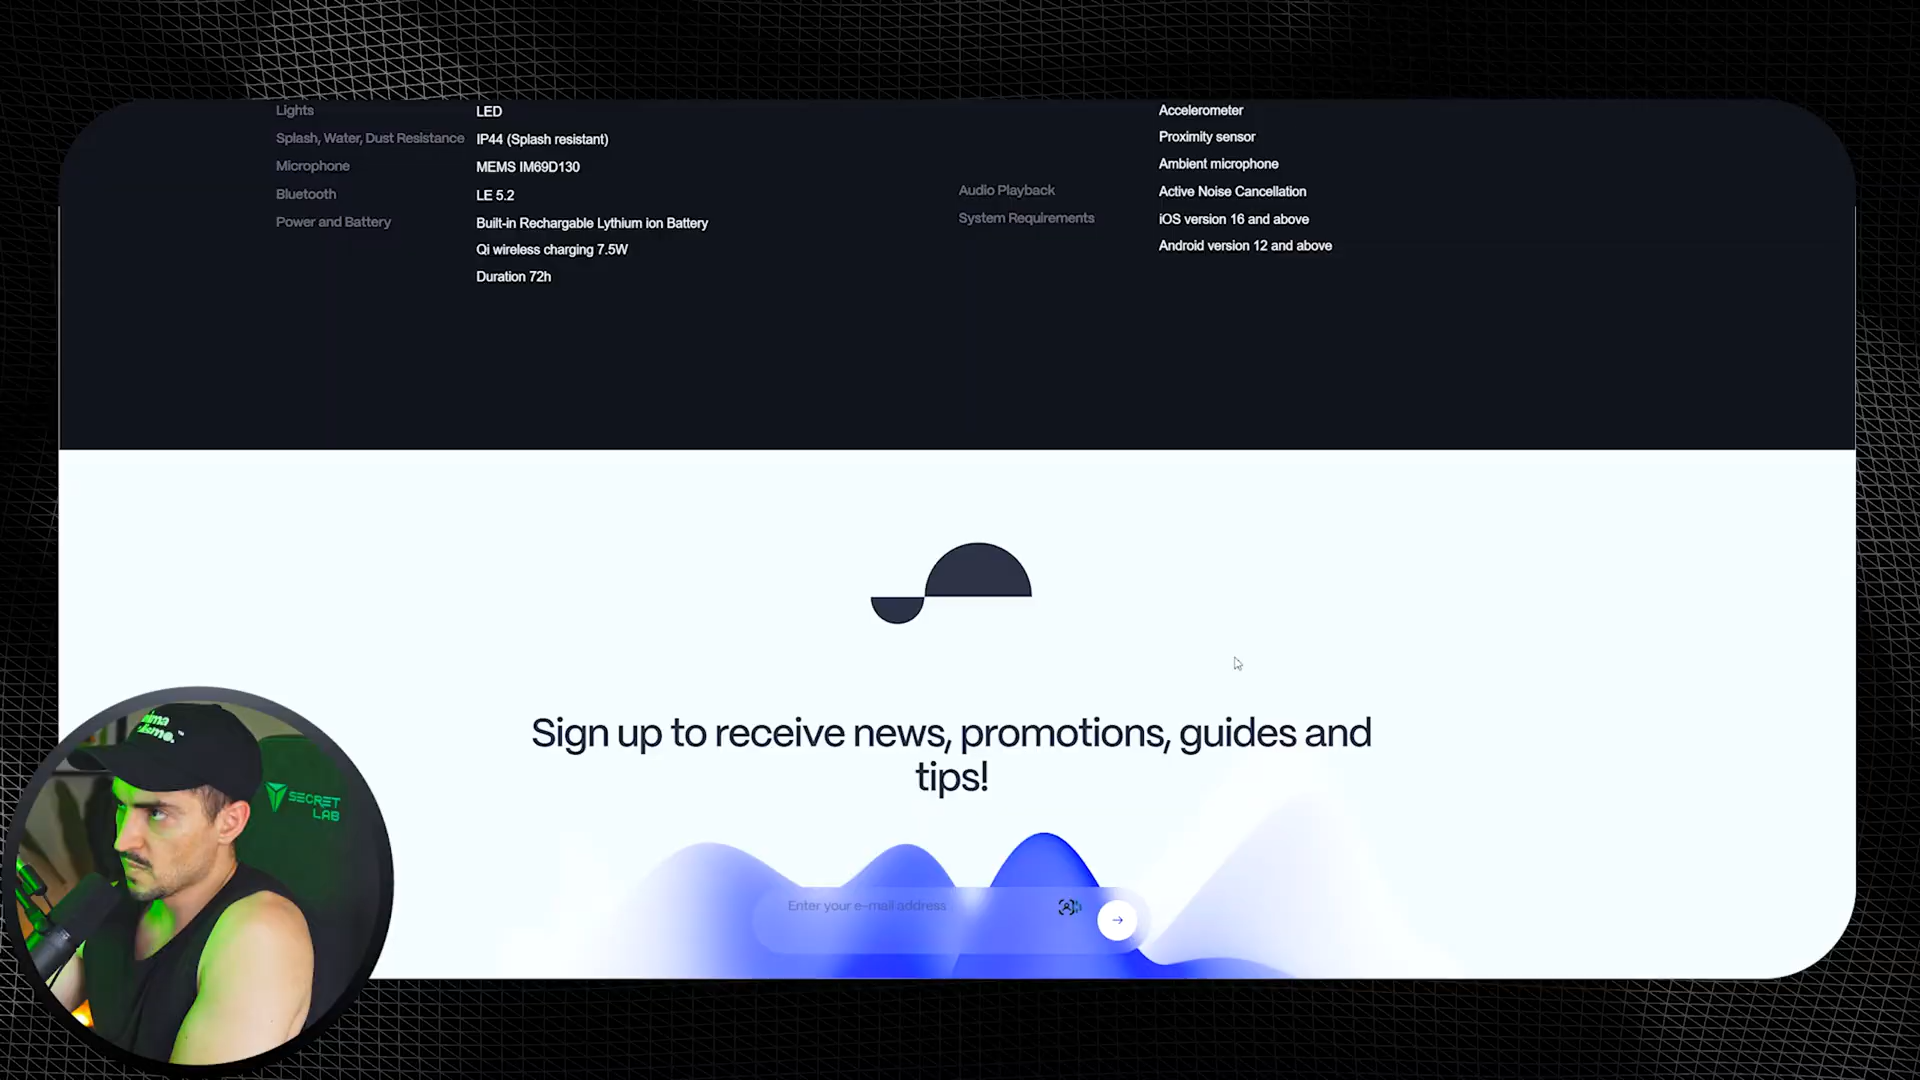 Lights LED
Splash, Water, Dust Resistance IP44 (Splash resistant)
Microphone MEMS IM69D130
Bluetooth LE 5.2
Power and Battery Built-in Rechargable Lythium ion Battery
Qi wireless charging 7.5W
Duration 72h
Accelerometer
Proximity sensor
Ambient microphone
Audio Playback Active Noise Cancellation
System Requirements iOS version 16 and above
Android version 12 and above
Sign up to receive news, promotions, guides and
tips!
Enter your e-mail address
SECRET
LAB